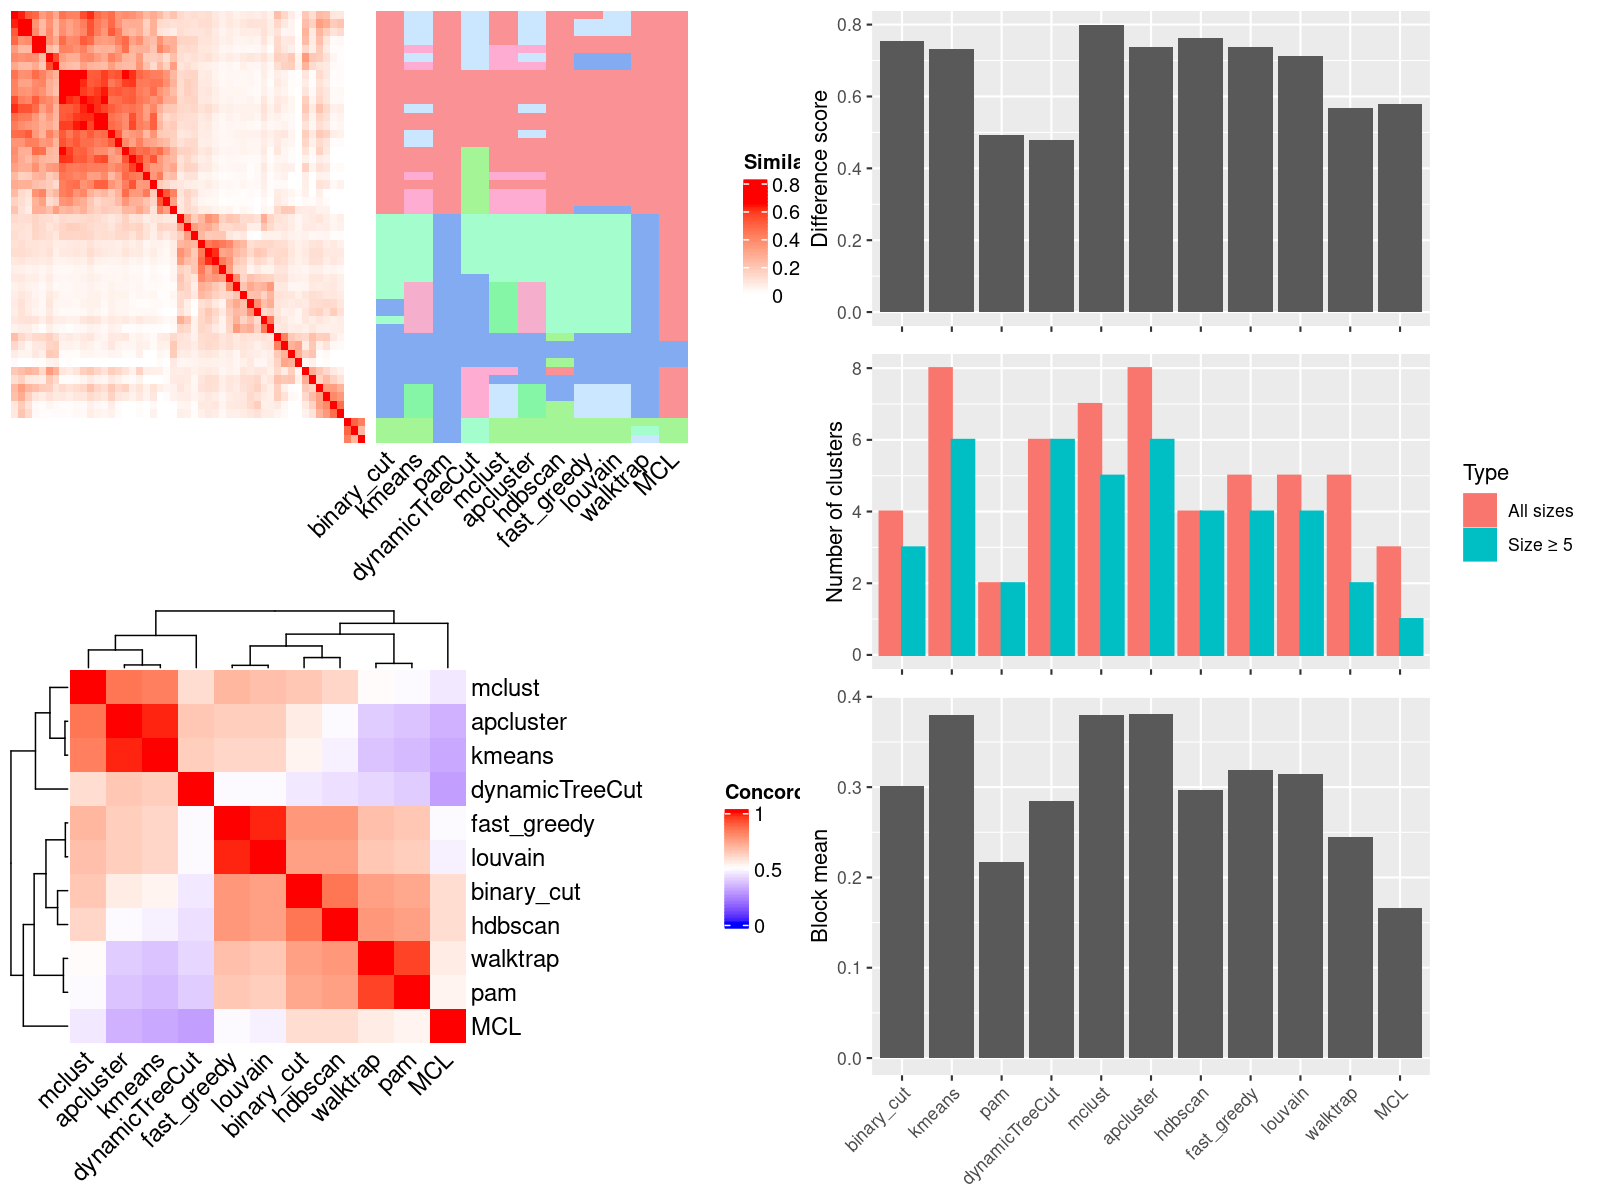 Simila
0.8
0.6
0.4
0.2
0
binary_cut
kmeans
pam
dynamicTreeCut
mclust
apcluster
hdbscan
fast_greedy
louvain
walktrap
MCL
mclust
apcluster
kmeans
dynamicTreeCut
fast_greedy
louvain
binary_cut
hdbscan
walktrap
pam
MCL
mclust
apcluster
kmeans
dynamicTreeCut
fast_greedy
louvain
binary_cut
hdbscan
walktrap
pam
MCL
Concord
1
0.5
0
Difference score
0.8
0.6
0.4
0.2
0.0
Number of clusters
8
6
4
2
0
Type
All sizes
Size ≥ 5
Block mean
0.4
0.3
0.2
0.1
0.0
binary_cut
kmeans
pam
dynamicTreeCut
mclust
apcluster
hdbscan
fast_greedy
louvain
walktrap
MCL